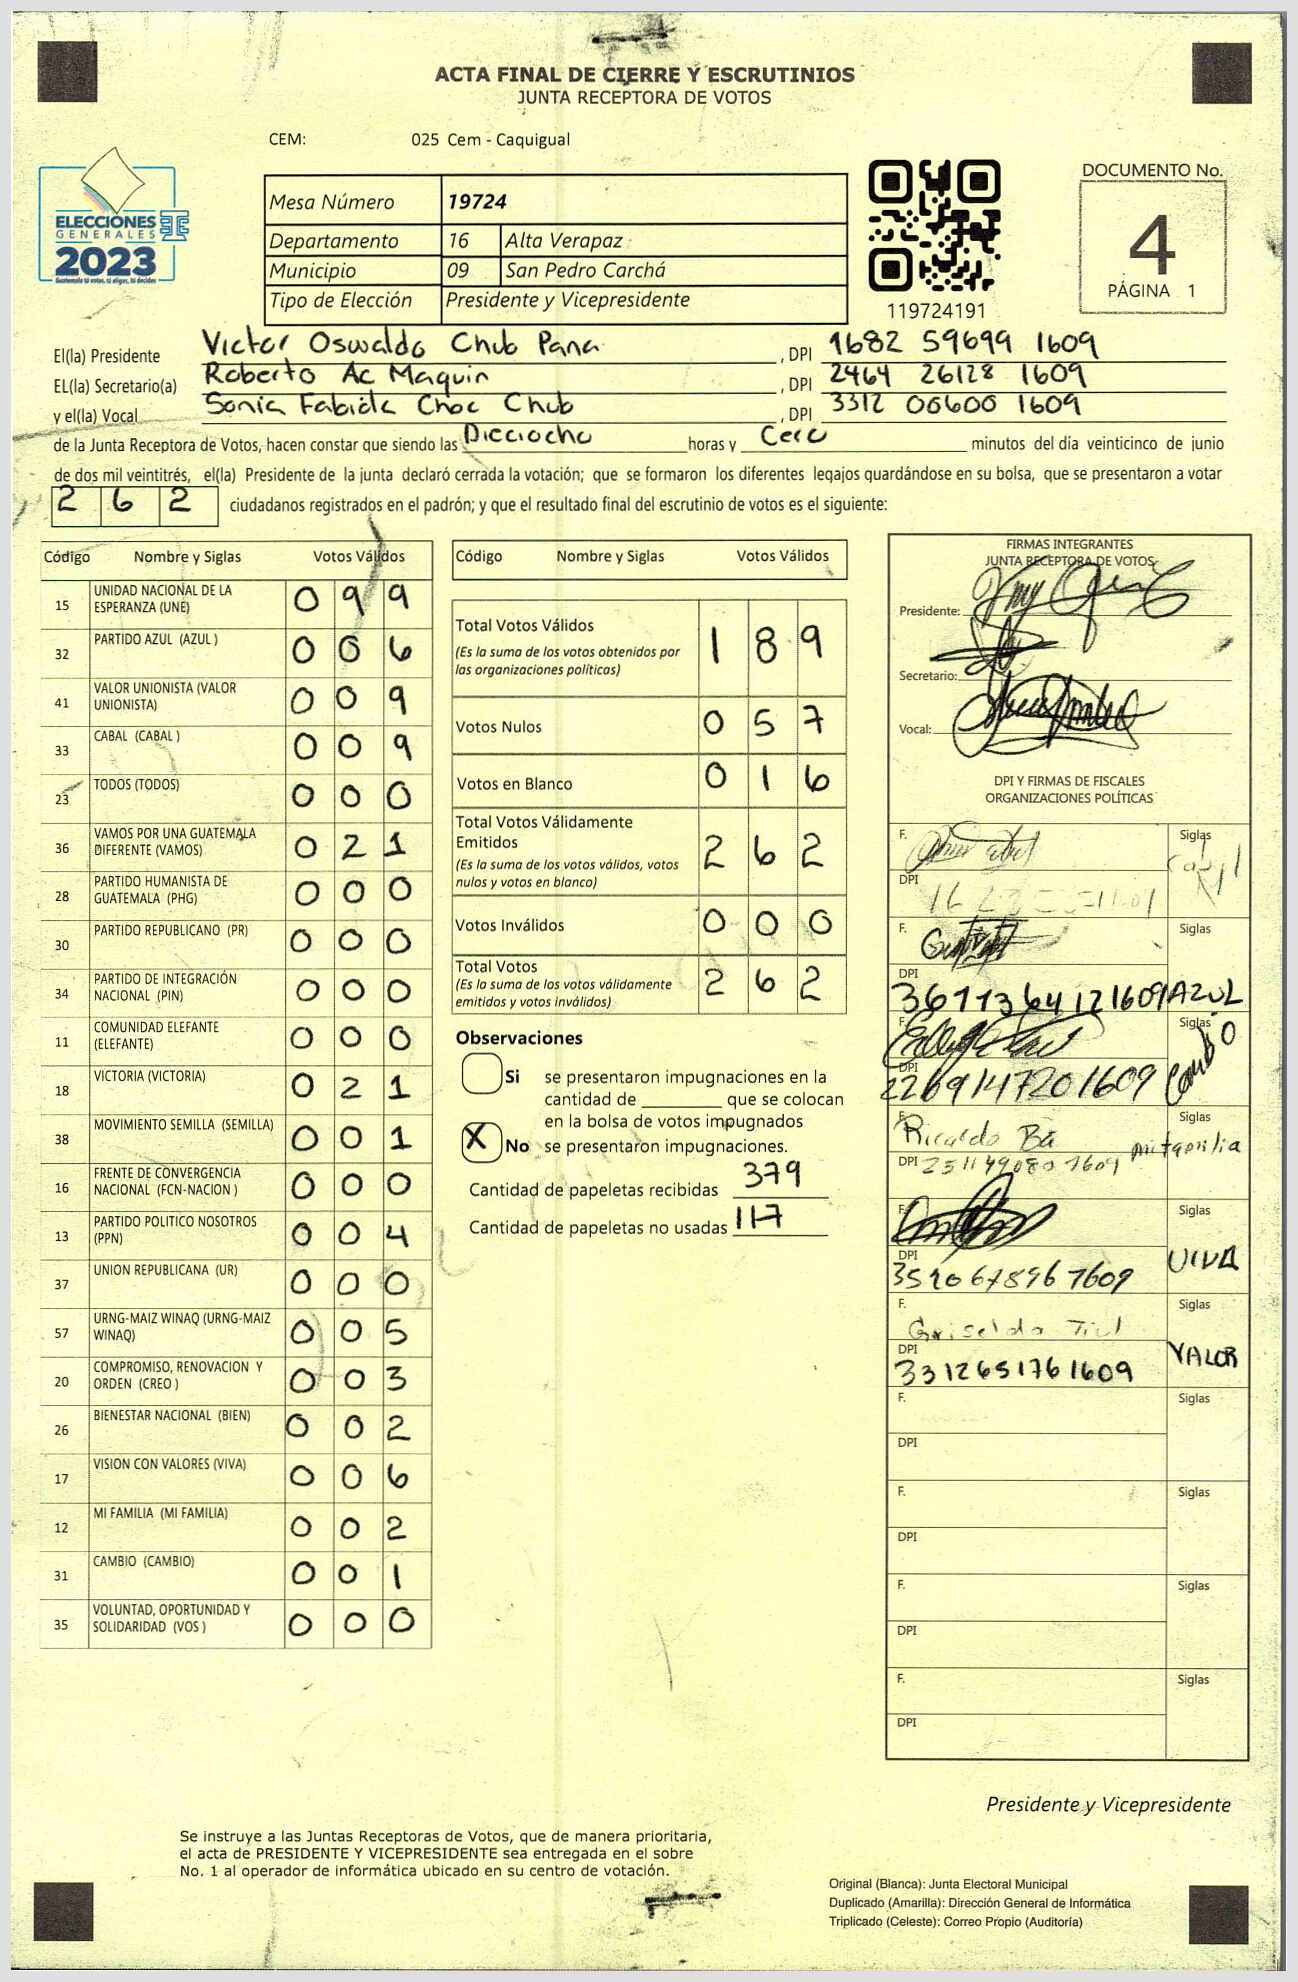 ACTA FINAL DE CIERRE Y ESCRUTINIOS
JUNTA RECEPTORA DE VOTOS
CEM: 025 Cem - Caquigual
ELECCIONES
GENERALES
2023
Guatemala tú votas, tú eliges, tú decides
Mesa Número 19724
Departamento 16 Alta Verapaz
Municipio 09 San Pedro Carchá
Tipo de Elección Presidente y Vicepresidente
119724191
DOCUMENTO No.
4
PÁGINA 1
El(la) Presidente Victor Oswaldo Chub Pana, DPI 1682 59699 1609
EL(la) Secretario(a) Roberto Ac Maquin, DPI 2464 26128 1609
y el(la) Vocal Sonia Fabiola Choc Chub, DPI 3312 00600 1609
de la Junta Receptora de Votos, hacen constar que siendo las Dieciocho horas y Cero minutos del día veinticinco de junio
de dos mil veintitrés, el(la) Presidente de la junta declaró cerrada la votación; que se formaron los diferentes legajos guardándose en su bolsa, que se presentaron a votar
262 ciudadanos registrados en el padrón; y que el resultado final del escrutinio de votos es el siguiente:
Código Nombre y Siglas Votos Válidos
15 UNIDAD NACIONAL DE LA ESPERANZA (UNE) 0 9 9
32 PARTIDO AZUL (AZUL ) 0 0 6
41 VALOR UNIONISTA (VALOR UNIONISTA) 0 0 9
33 CABAL (CABAL ) 0 0 9
23 TODOS (TODOS) 0 0 0
36 VAMOS POR UNA GUATEMALA DIFERENTE (VAMOS) 0 2 1
28 PARTIDO HUMANISTA DE GUATEMALA (PHG) 0 0 0
30 PARTIDO REPUBLICANO (PR) 0 0 0
34 PARTIDO DE INTEGRACIÓN NACIONAL (PIN) 0 0 0
11 COMUNIDAD ELEFANTE (ELEFANTE) 0 0 0
18 VICTORIA (VICTORIA) 0 2 1
38 MOVIMIENTO SEMILLA (SEMILLA) 0 0 1
16 FRENTE DE CONVERGENCIA NACIONAL (FCN-NACION ) 0 0 0
13 PARTIDO POLITICO NOSOTROS (PPN) 0 0 4
37 UNION REPUBLICANA (UR) 0 0 0
57 URNG-MAIZ WINAQ (URNG-MAIZ WINAQ) 0 0 5
20 COMPROMISO, RENOVACION Y ORDEN (CREO ) 0 0 3
26 BIENESTAR NACIONAL (BIEN) 0 0 2
17 VISION CON VALORES (VIVA) 0 0 6
12 MI FAMILIA (MI FAMILIA) 0 0 2
31 CAMBIO (CAMBIO) 0 0 1
35 VOLUNTAD, OPORTUNIDAD Y SOLIDARIDAD (VOS ) 0 0 0
Código Nombre y Siglas Votos Válidos
Total Votos Válidos 1 8 9
(Es la suma de los votos obtenidos por
las organizaciones políticas)
Votos Nulos 0 5 7
Votos en Blanco 0 1 6
Total Votos Válidamente
Emitidos 2 6 2
(Es la suma de los votos válidos, votos
nulos y votos en blanco)
Votos Inválidos 0 0 0
Total Votos 2 6 2
(Es la suma de los votos válidamente
emitidos y votos inválidos)
Observaciones
Si se presentaron impugnaciones en la
cantidad de ________ que se colocan
en la bolsa de votos impugnados
X No se presentaron impugnaciones.
Cantidad de papeletas recibidas 379
Cantidad de papeletas no usadas 117
FIRMAS INTEGRANTES
JUNTA RECEPTORA DE VOTOS
Presidente:
Secretario:
Vocal:
DPI Y FIRMAS DE FISCALES
ORGANIZACIONES POLÍTICAS
F. Siglas
DPI
F. Siglas
DPI 3611364121609 AZUL
F. Siglas Cambio
DPI 2269147201609
F. Ricardo Ba Siglas
DPI 2511490801609 mifamilia
F. Siglas
DPI 3590678967609 VIVA
F. Griselda Tiul Siglas
DPI 3312651761609 VALOR
F. Siglas
DPI
F. Siglas
DPI
F. Siglas
DPI
F. Siglas
DPI
Presidente y Vicepresidente
Se instruye a las Juntas Receptoras de Votos, que de manera prioritaria,
el acta de PRESIDENTE Y VICEPRESIDENTE sea entregada en el sobre
No. 1 al operador de informática ubicado en su centro de votación.
Original (Blanca): Junta Electoral Municipal
Duplicado (Amarilla): Dirección General de Informática
Triplicado (Celeste): Correo Propio (Auditoría)